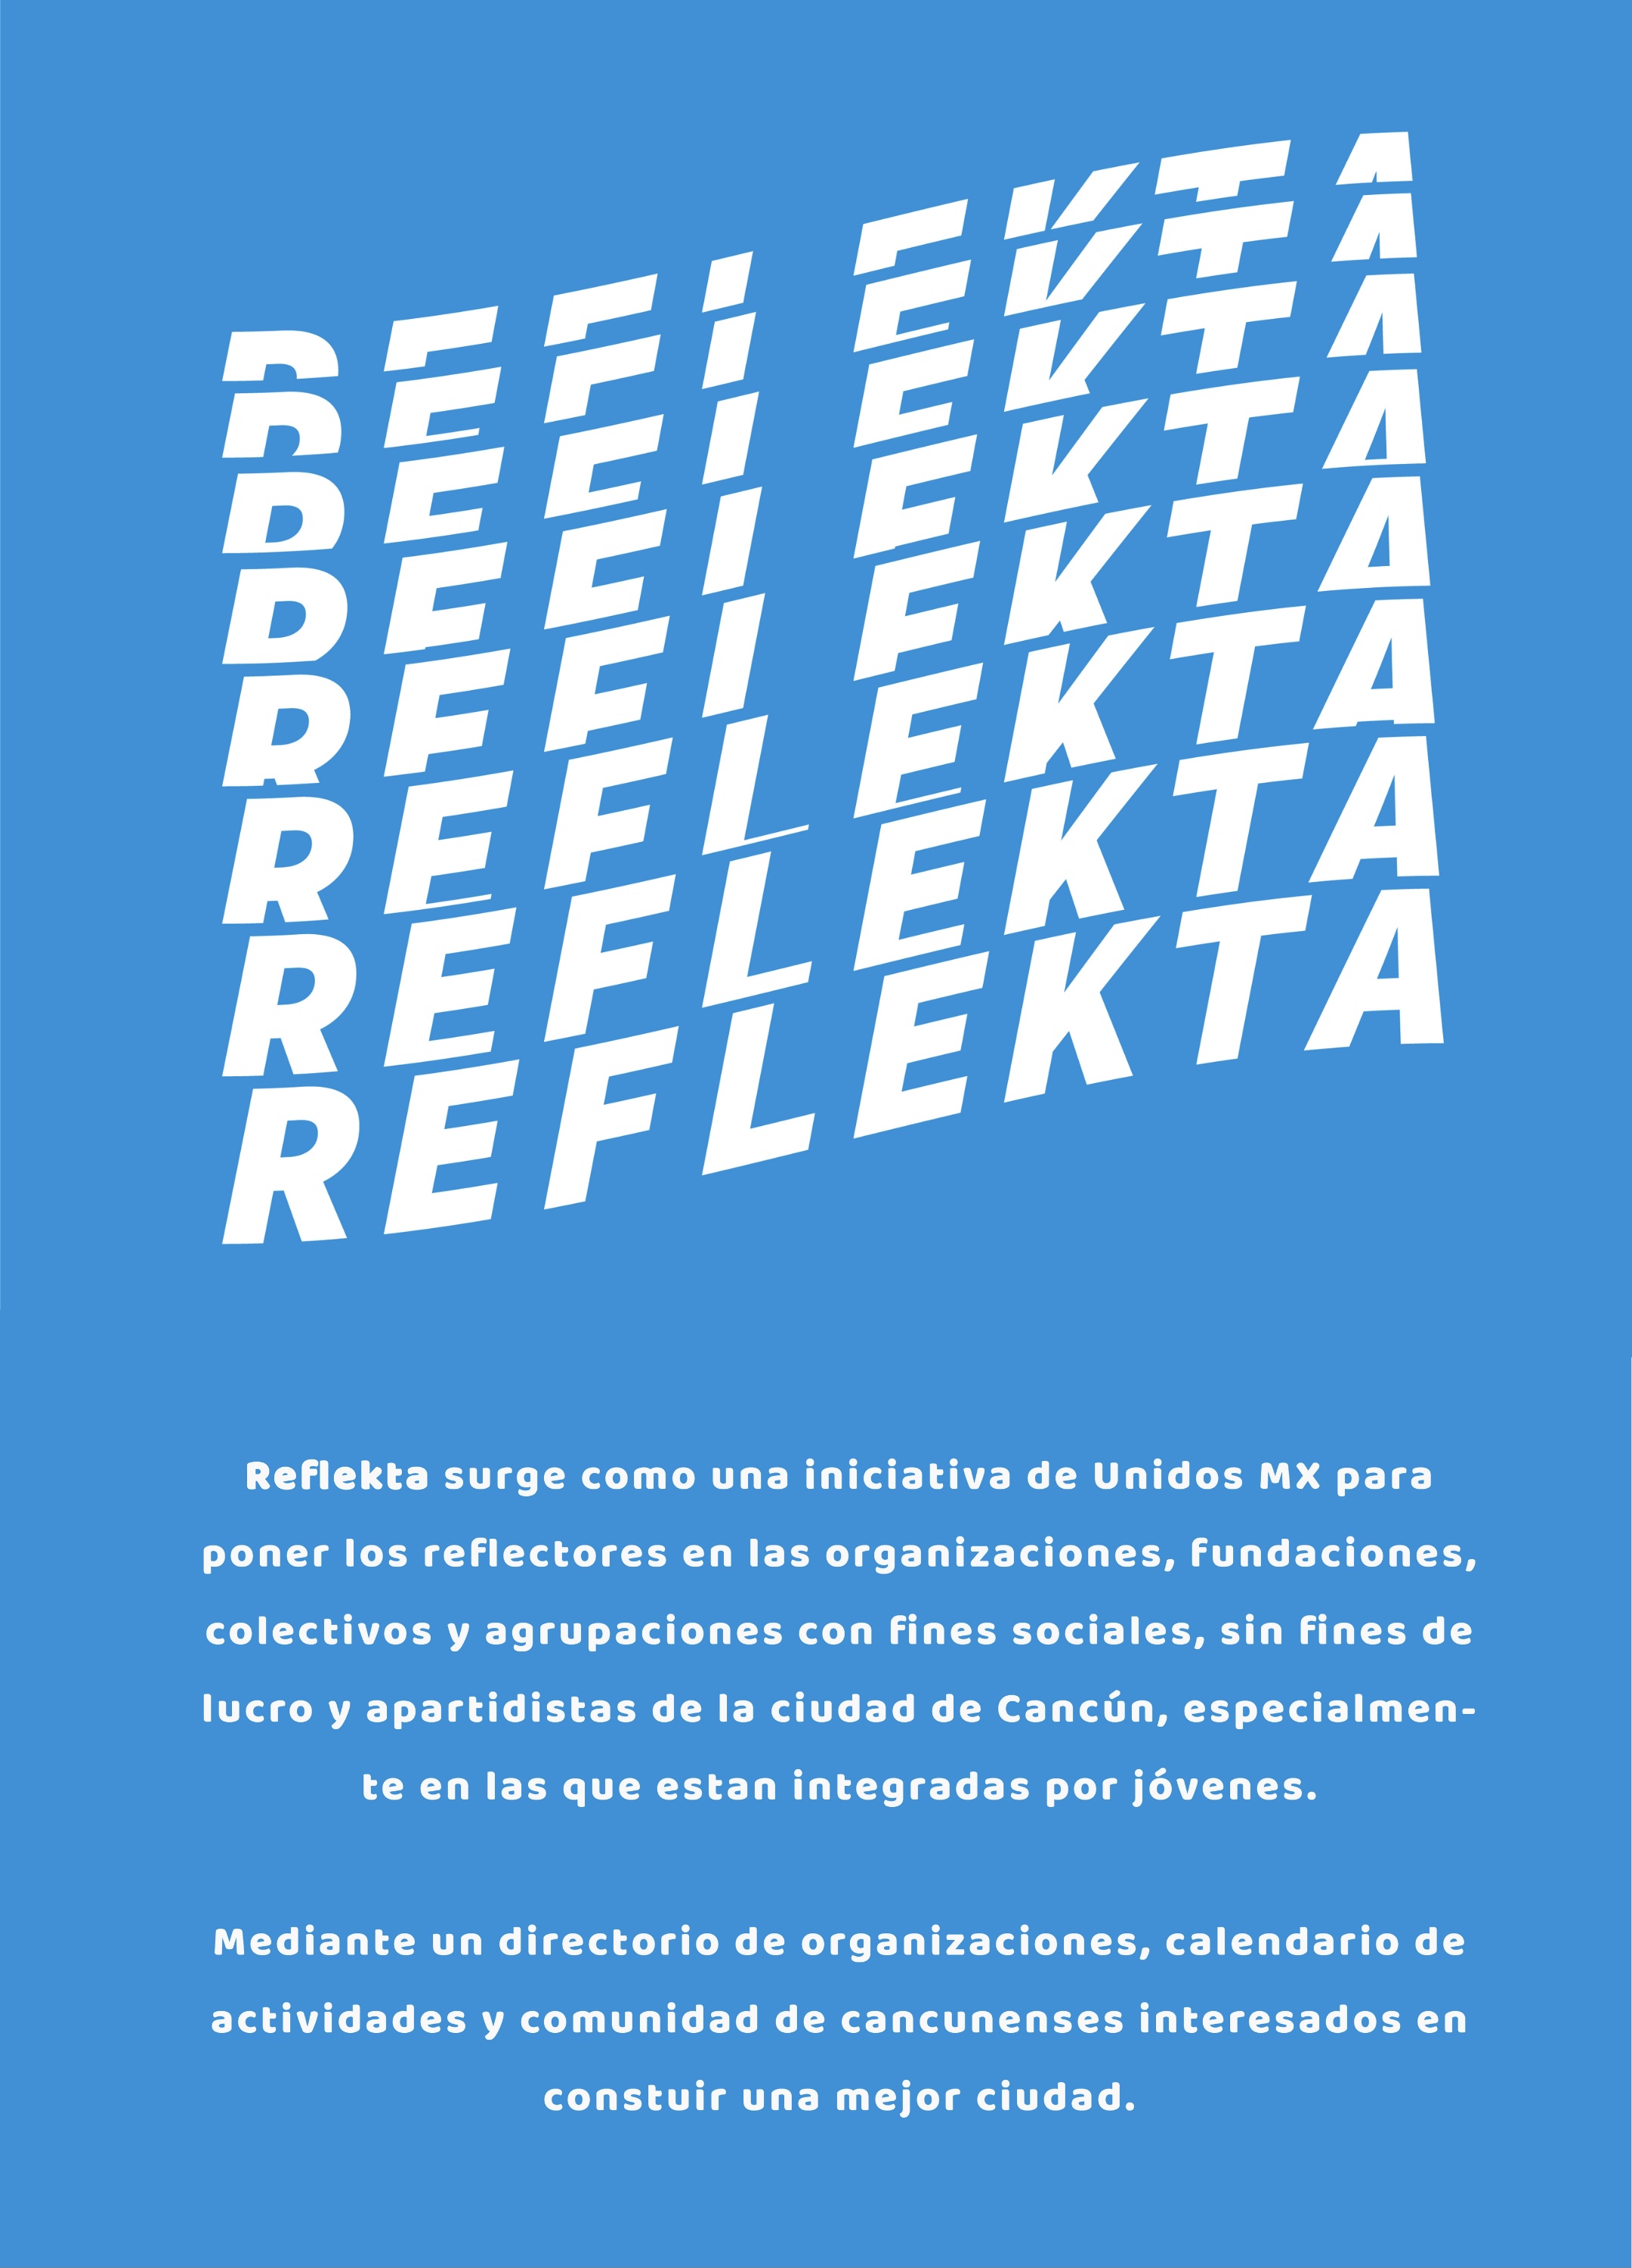 REFLEKTA
REFLEKTA
REFLEKTA
REFLEKTA
REFLEKTA
REFLEKTA
REFLEKTA
REFLEKTA
Reflekta surge como una iniciativa de Unidos MX para
poner los reflectores en las organizaciones, fundaciones,
colectivos y agrupaciones con fines sociales, sin fines de
lucro y apartidistas de la ciudad de Cancún, especialmen-
te en las que estan integradas por jóvenes.
Mediante un directorio de organizaciones, calendario de
actividades y comunidad de cancunenses interesados en
constuir una mejor ciudad.